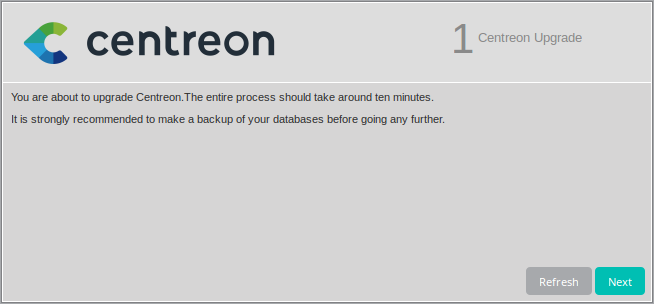 centreon
1 Centreon Upgrade
You are about to upgrade Centreon.The entire process should take around ten minutes.
It is strongly recommended to make a backup of your databases before going any further.
Refresh Next